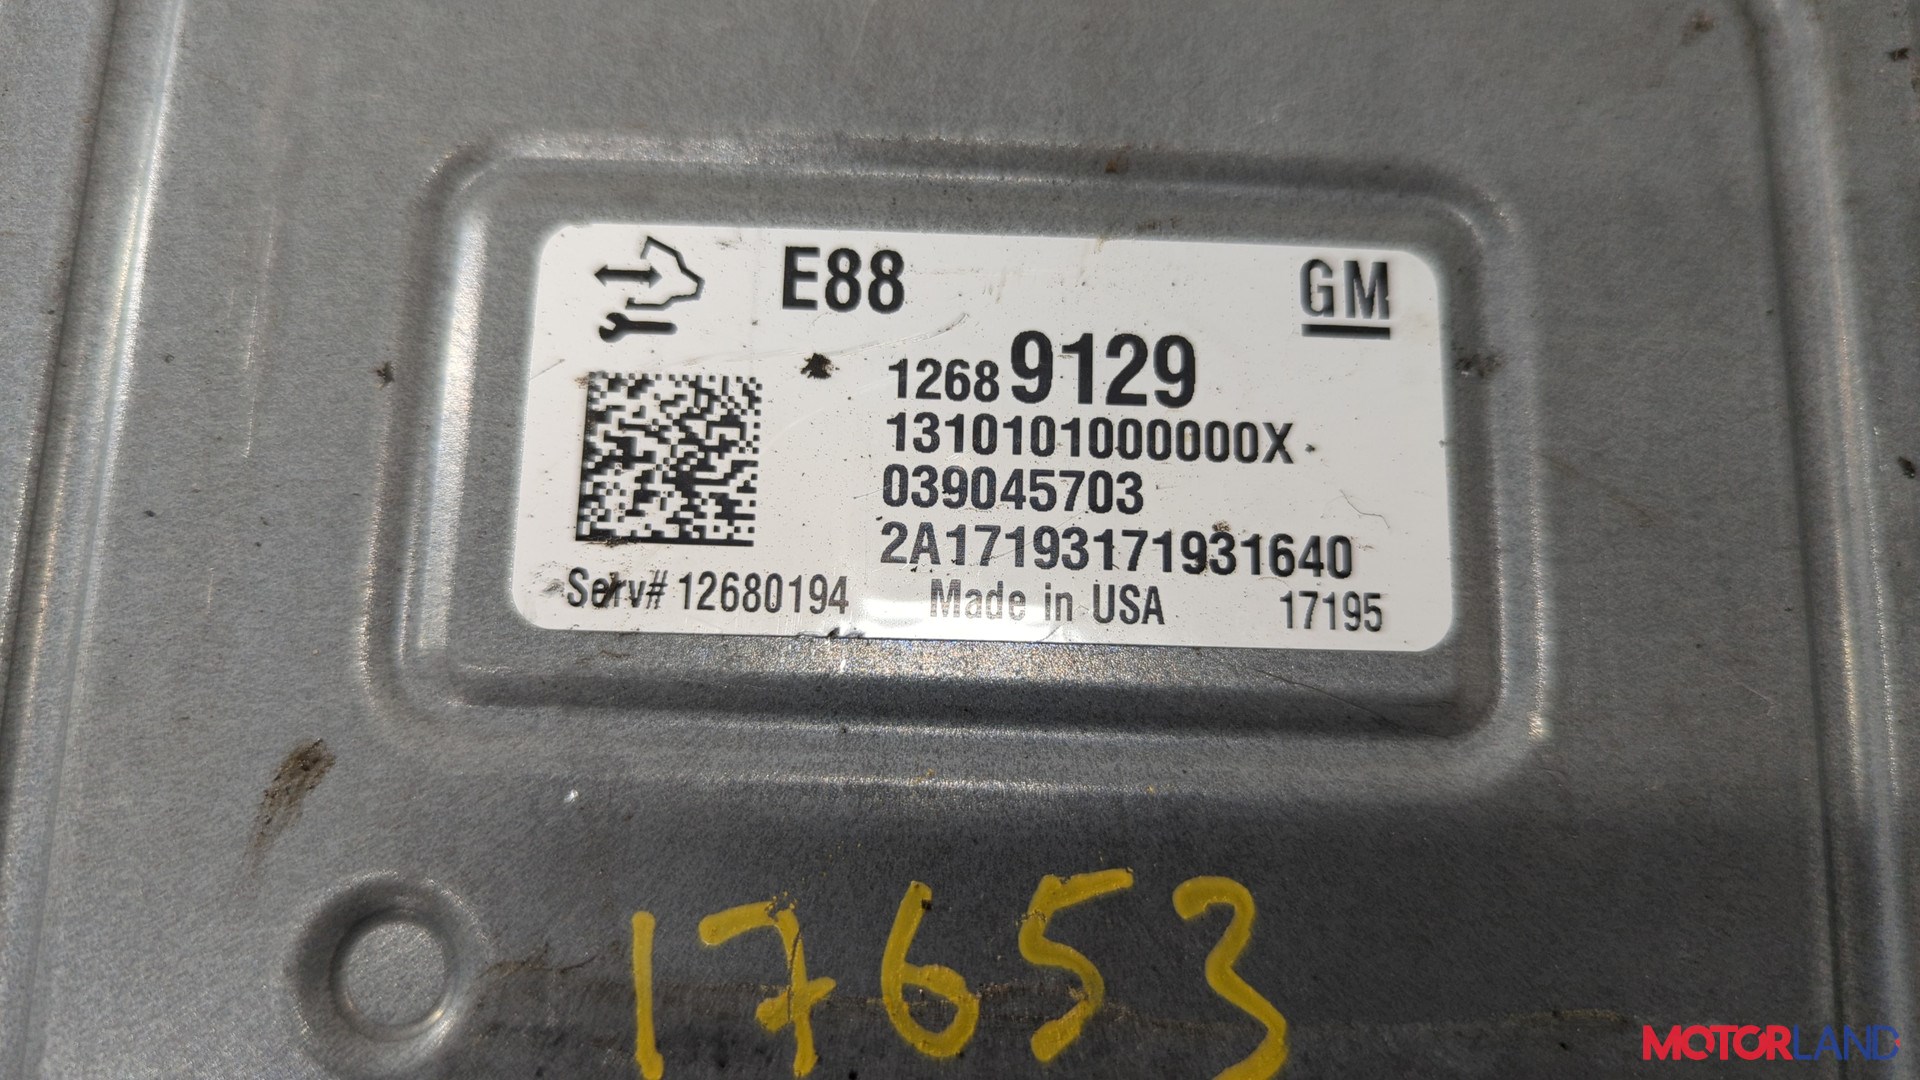 E88
GM
1268 9129
1310101000000X
039045703
2A17193171931640
Serv# 12680194 Made in USA 17195
17653
MOTORLAND